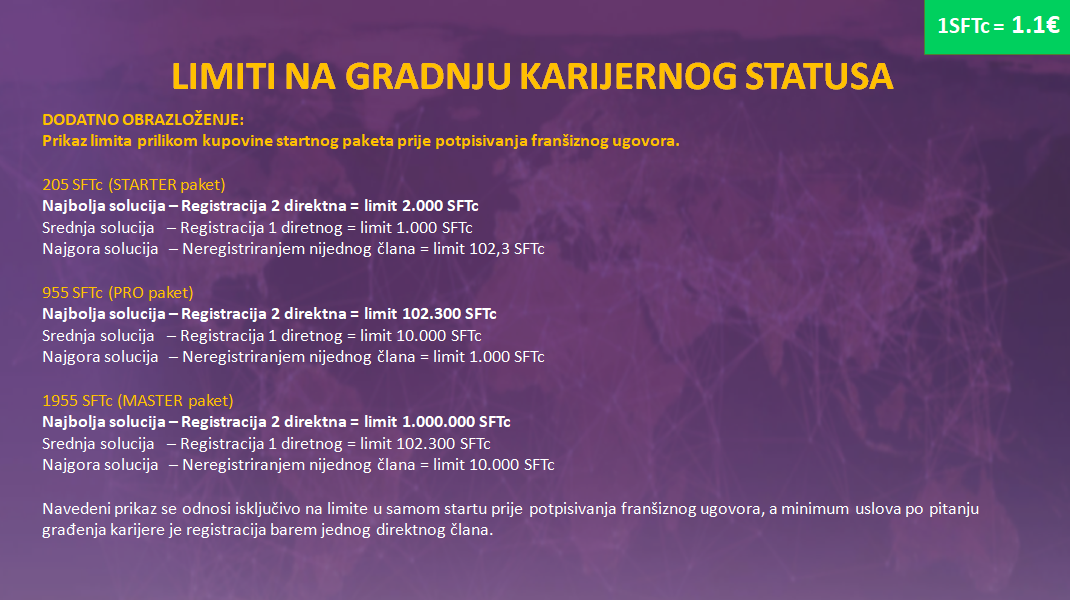 1SFTc = 1.1€
LIMITI NA GRADNJU KARIJERNOG STATUSA
DODATNO OBRAZLOŽENJE:
Prikaz limita prilikom kupovine startnog paketa prije potpisivanja franšiznog ugovora.
205 SFTc (STARTER paket)
Najbolja solucija – Registracija 2 direktna = limit 2.000 SFTc
Srednja solucija – Registracija 1 diretnog = limit 1.000 SFTc
Najgora solucija – Neregistriranjem nijednog člana = limit 102,3 SFTc
955 SFTc (PRO paket)
Najbolja solucija – Registracija 2 direktna = limit 102.300 SFTc
Srednja solucija – Registracija 1 diretnog = limit 10.000 SFTc
Najgora solucija – Neregistriranjem nijednog člana = limit 1.000 SFTc
1955 SFTc (MASTER paket)
Najbolja solucija – Registracija 2 direktna = limit 1.000.000 SFTc
Srednja solucija – Registracija 1 diretnog = limit 102.300 SFTc
Najgora solucija – Neregistriranjem nijednog člana = limit 10.000 SFTc
Navedeni prikaz se odnosi isključivo na limite u samom startu prije potpisivanja franšiznog ugovora, a minimum uslova po pitanju
građenja karijere je registracija barem jednog direktnog člana.